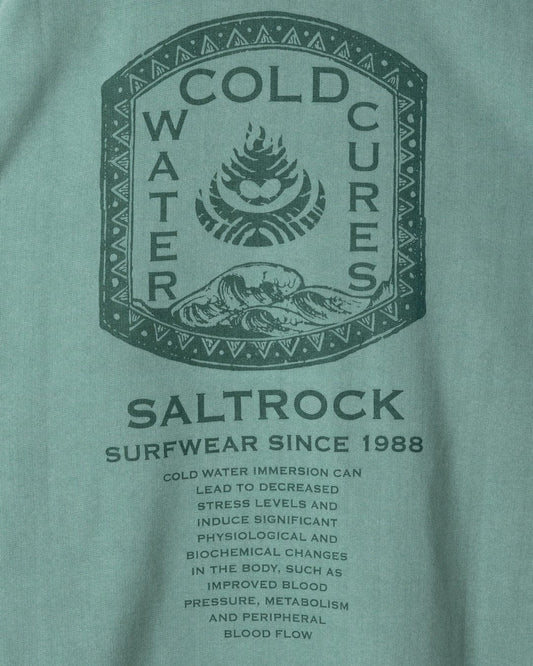 COLD
WATER
CURES
SALTROCK
SURFWEAR SINCE 1988
COLD WATER IMMERSION CAN
LEAD TO DECREASED
STRESS LEVELS AND
INDUCE SIGNIFICANT
PHYSIOLOGICAL AND
BIOCHEMICAL CHANGES
IN THE BODY, SUCH AS
IMPROVED BLOOD
PRESSURE, METABOLISM
AND PERIPHERAL
BLOOD FLOW